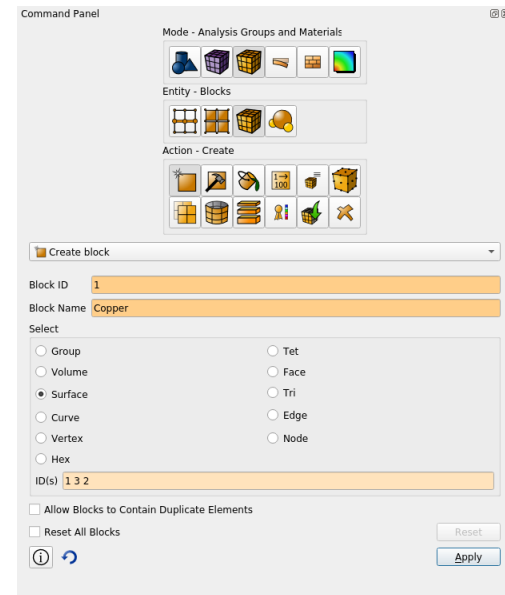 Command Panel
Mode - Analysis Groups and Materials
Entity - Blocks
Action - Create
1→
100
Create block
Block ID 1
Block Name Copper
Select
Group Tet
Volume Face
Surface Tri
Curve Edge
Vertex Node
Hex
ID(s) 1 3 2
Allow Blocks to Contain Duplicate Elements
Reset All Blocks Reset
Apply